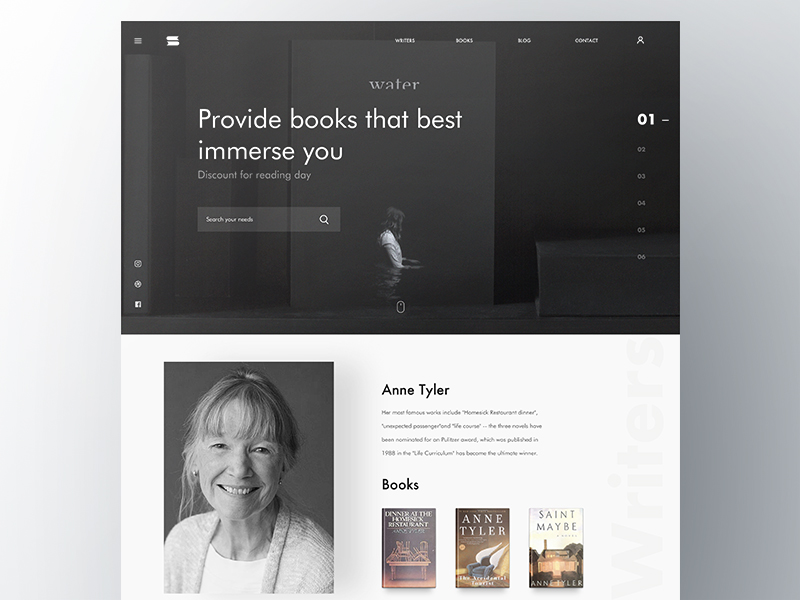 WRITERS
BOOKS
BLOG
CONTACT
water
01 –
Provide books that best
immerse you
Discount for reading day
02
03
Search your needs
04
05
06
Anne Tyler
Her most famous works include "Homesick Restaurant dinner",
"unexpected passenger"and "life course" -- the three novels have
been nominated for an Pulitzer award, which was published in
1988 in the "Life Curriculum" has become the ultimate winner.
Books
DINNER AT THE
HOMESICK
RESTAURANT
ANNE TYLER
ANNE
TYLER
The Accidental
Tourist
SAINT
MAYBE
A NOVEL
ANNE TYLER
Writers